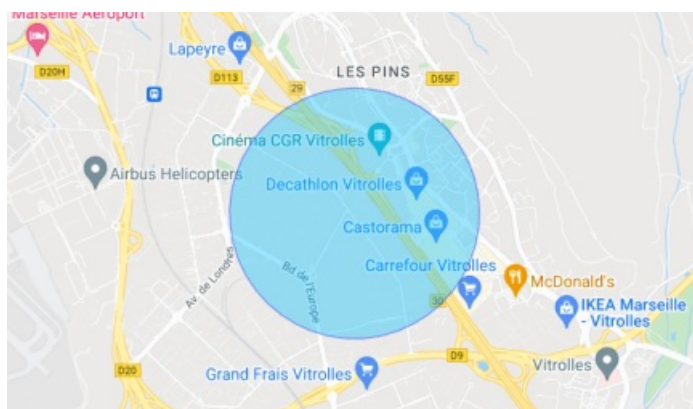 Marseille Aéroport
Lapeyre
D20H
D113
29
LES PINS
D55F
Cinéma CGR Vitrolles
Airbus Helicopters
Decathlon Vitrolles
Castorama
Carrefour Vitrolles
McDonald's
Av. de Londres
Bd de l'Europe
30
IKEA Marseille
- Vitrolles
D9
D20
Grand Frais Vitrolles
Vitrolles